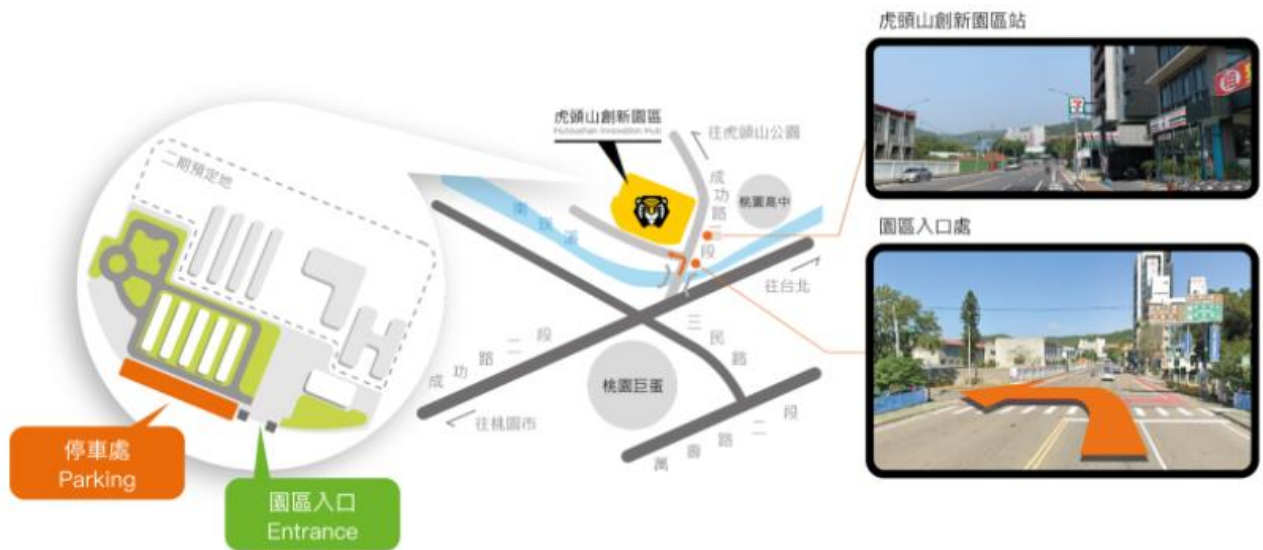 虎頭山創新園區站
虎頭山創新園區
Hutoushan Innovation Hub
往虎頭山公園
二期預定地
成功路三段
桃園高中
南崁溪
園區入口處
往台北
三民路
成功路二段
桃園巨蛋
往桃園市
萬壽路二段
停車處
Parking
園區入口
Entrance
7